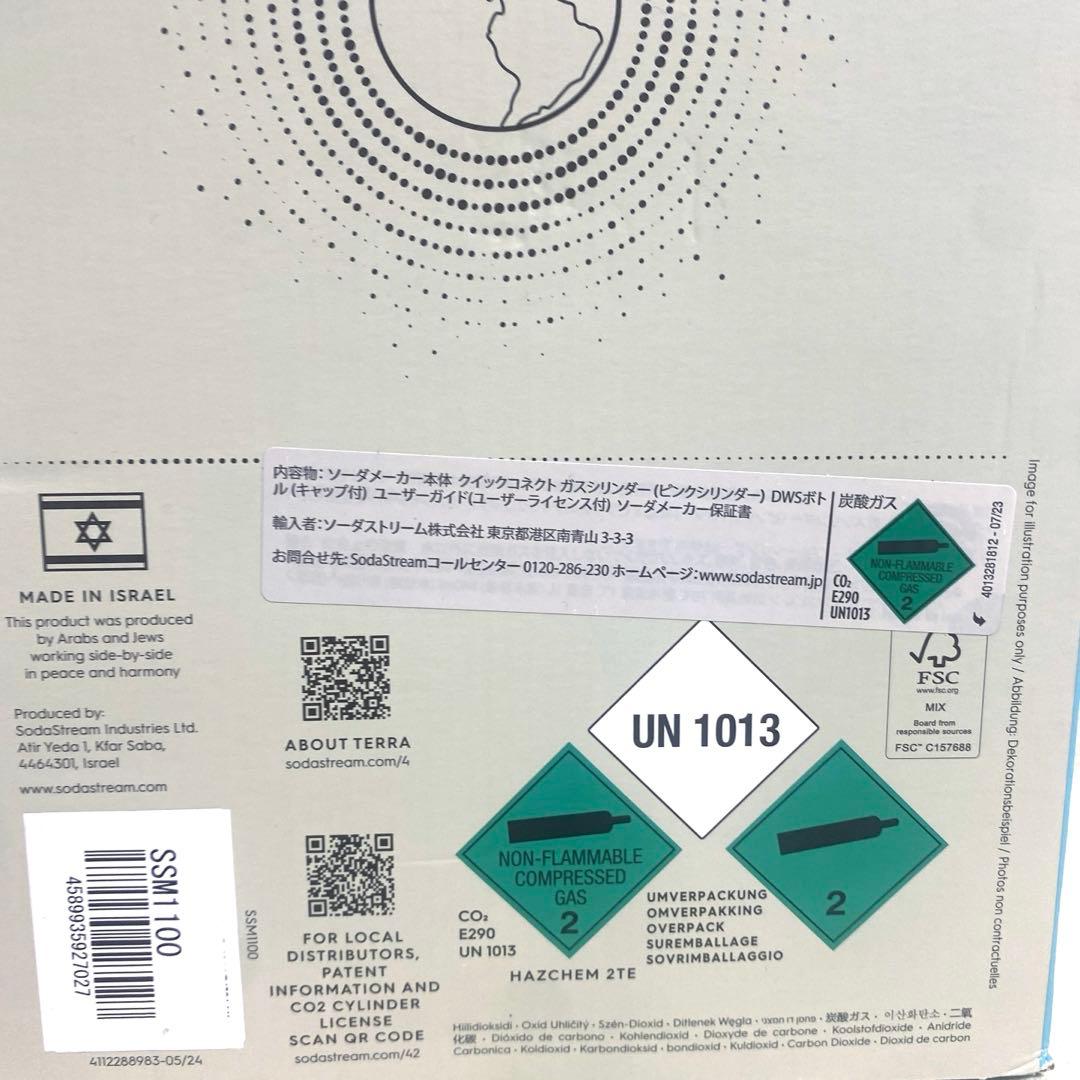 内容物: ソーダメーカー本体 クイックコネクト ガスシリンダー (ピンクシリンダー) DWSボト
ル (キャップ付) ユーザーガイド(ユーザーライセンス付) ソーダメーカー保証書
輸入者:ソーダストリーム株式会社 東京都港区南青山 3-3-3
お問合せ先: SodaStreamコールセンター 0120-286-230 ホームページ:www.sodastream.jp
炭酸ガス
NON-FLAMMABLE
COMPRESSED
GAS
2
CO₂
E290
UN1013
4013281812 - 07/23
MADE IN ISRAEL
This product was produced
by Arabs and Jews
working side-by-side
in peace and harmony
Produced by:
SodaStream Industries Ltd.
Atir Yeda 1, Kfar Saba,
4464301, Israel
www.sodastream.com
SSM1100
4589935927027
SSM1100
4112288983-05/24
ABOUT TERRA
sodastream.com/4
FOR LOCAL
DISTRIBUTORS,
PATENT
INFORMATION AND
CO2 CYLINDER
LICENSE
SCAN QR CODE
sodastream.com/42
UN 1013
NON-FLAMMABLE
COMPRESSED
GAS
2
CO₂
E290
UN 1013
HAZCHEM 2TE
2
UMVERPACKUNG
OMVERPAKKING
OVERPACK
SUREMBALLAGE
SOVRIMBALLAGGIO
FSC
www.fsc.org
MIX
Board from
responsible sources
FSC™ C157688
Image for illustration purposes only / Abbildung: Dekorationsbeispiel / Photos non contractuelles
Hiilidioksidi · Oxid Uhličitý · Szén-Dioxid · Ditlenek Węgla · 炭酸ガス · 이산화탄소 · 二氧
化碳 · Dióxido de carbono · Kohlendioxid · Dioxyde de carbone · Koolstofdioxide · Anidride
Carbonica · Koldioxid · Karbondioksid · bondioxid · Kuldioxid · Carbon Dioxide · Dioxid de carbon